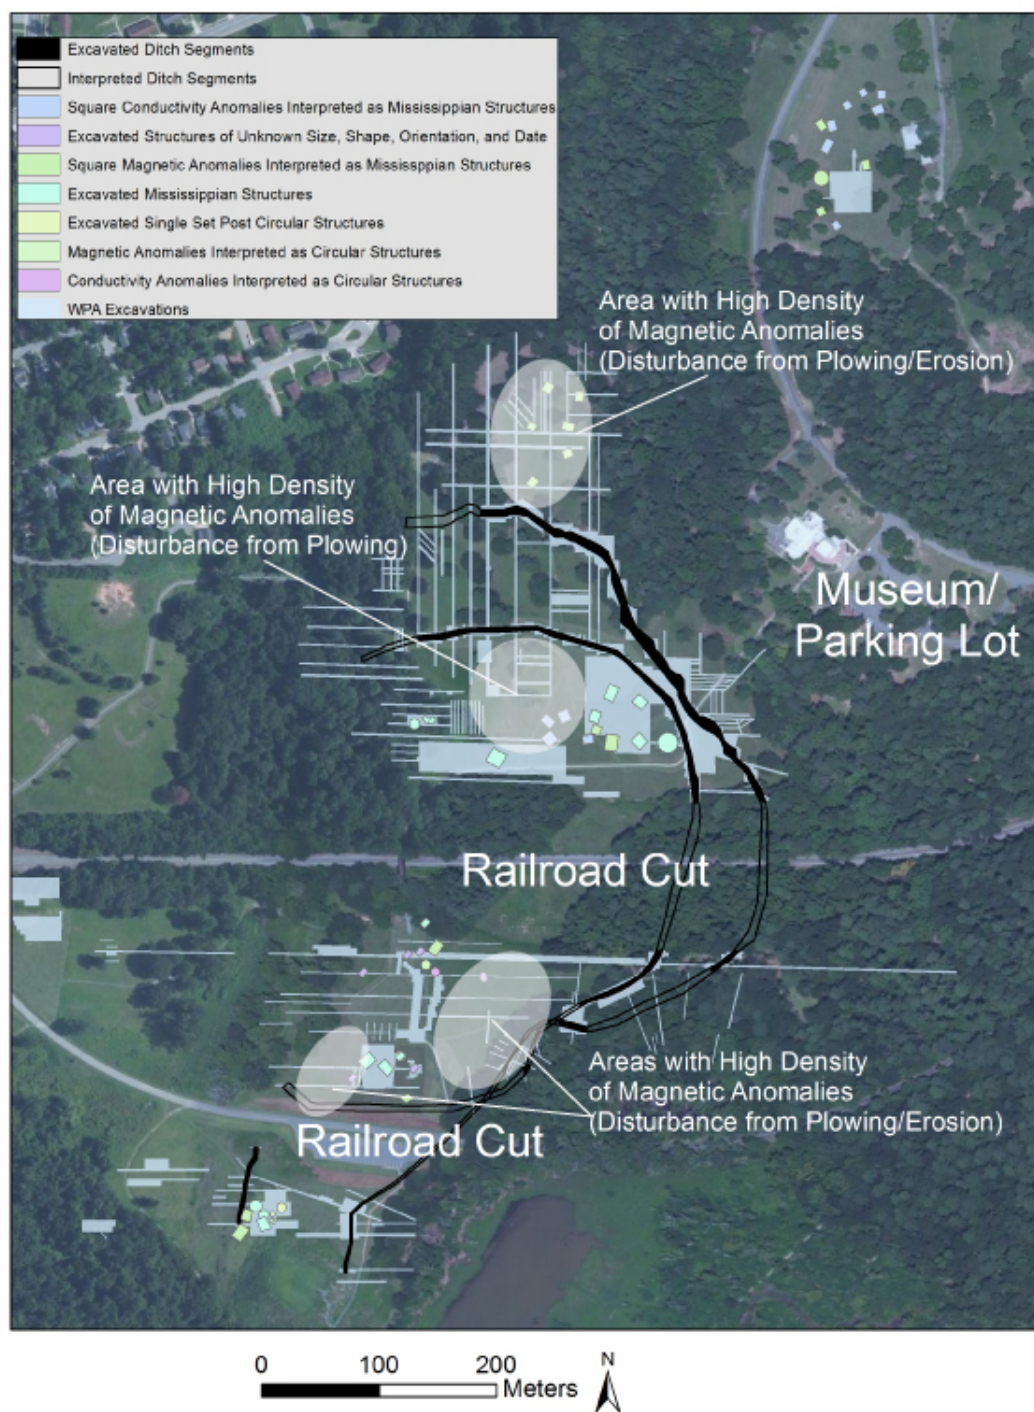 Excavated Ditch Segments
Interpreted Ditch Segments
Square Conductivity Anomalies Interpreted as Mississippian Structures
Excavated Structures of Unknown Size, Shape, Orientation, and Date
Square Magnetic Anomalies Interpreted as Mississppian Structures
Excavated Mississippian Structures
Excavated Single Set Post Circular Structures
Magnetic Anomalies Interpreted as Circular Structures
Conductivity Anomalies Interpreted as Circular Structures
WPA Excavations
Area with High Density
of Magnetic Anomalies
(Disturbance from Plowing/Erosion)
Area with High Density
of Magnetic Anomalies
(Disturbance from Plowing)
Museum/
Parking Lot
Railroad Cut
Areas with High Density
of Magnetic Anomalies
(Disturbance from Plowing/Erosion)
Railroad Cut
0 100 200
Meters
N